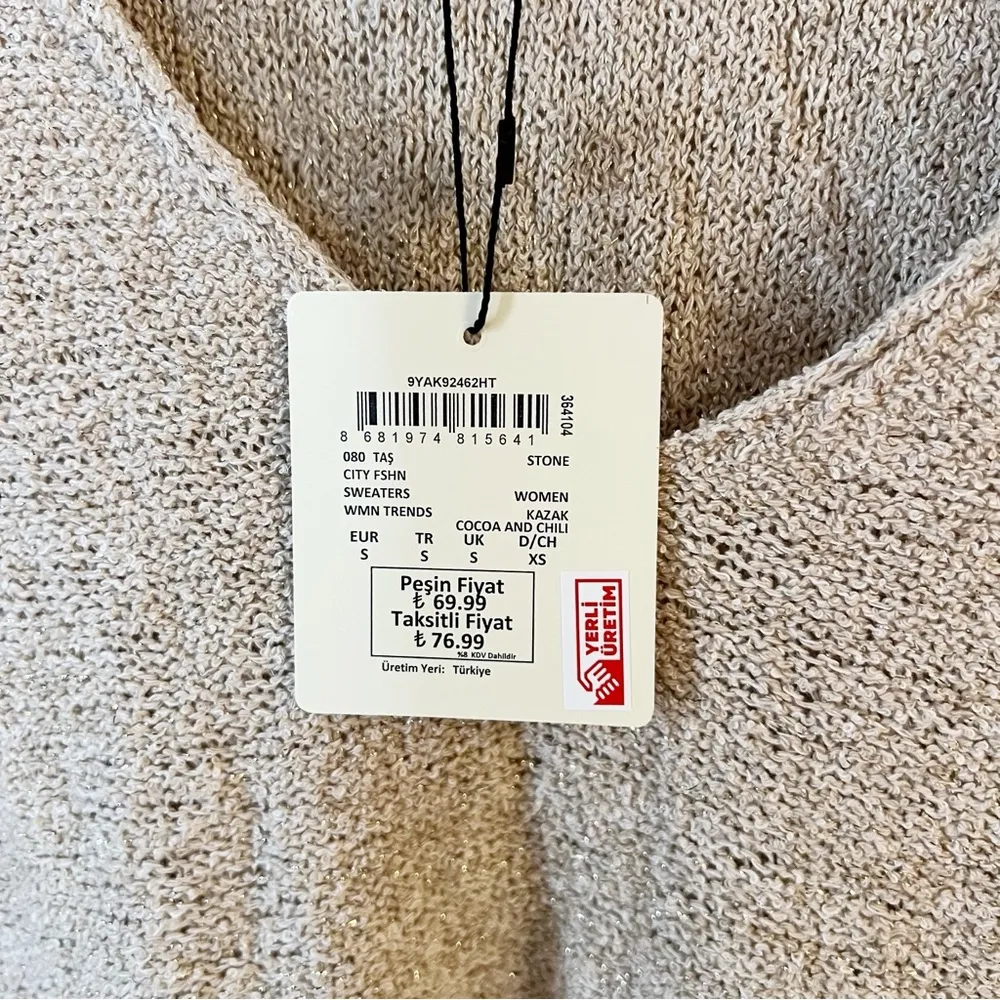 9YAK92462HT
364104
8 681974 815641
080 TAŞ STONE
CITY FSHN
SWEATERS WOMEN
WMN TRENDS KAZAK
COCOA AND CHILI
EUR TR UK D/CH
S S S XS
Peşin Fiyat
₺ 69.99
Taksitli Fiyat
₺ 76.99
%8 KDV Dahildir
Üretim Yeri: Türkiye
YERLİ
ÜRETİM